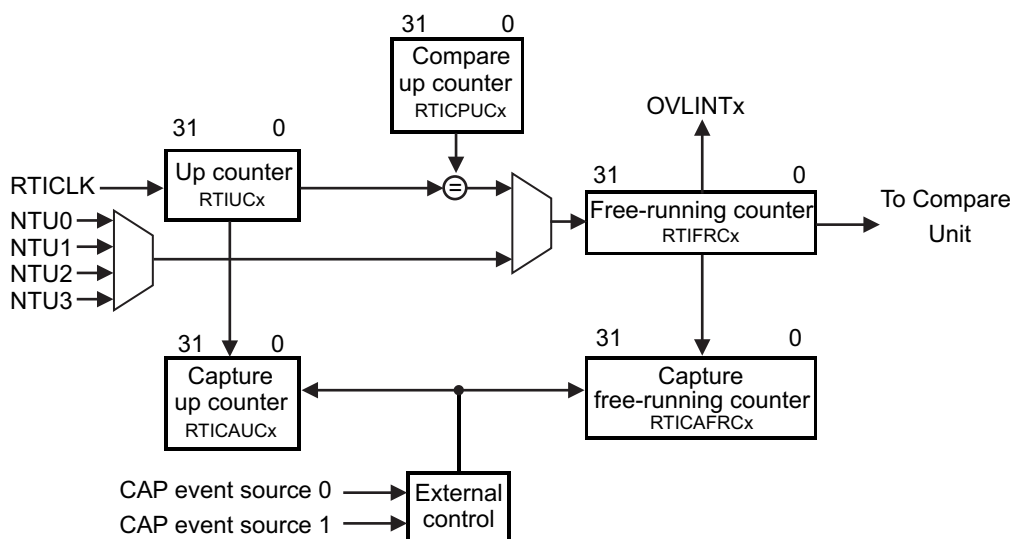 31 0
Compare
up counter
RTICPUCx
OVLINTx
31 0
RTICLK
Up counter
RTIUCx
=
31 0
Free-running counter
RTIFRCx
To Compare
Unit
NTU0
NTU1
NTU2
NTU3
31 0
Capture
up counter
RTICAUCx
31 0
Capture
free-running counter
RTICAFRCx
CAP event source 0
CAP event source 1
External
control